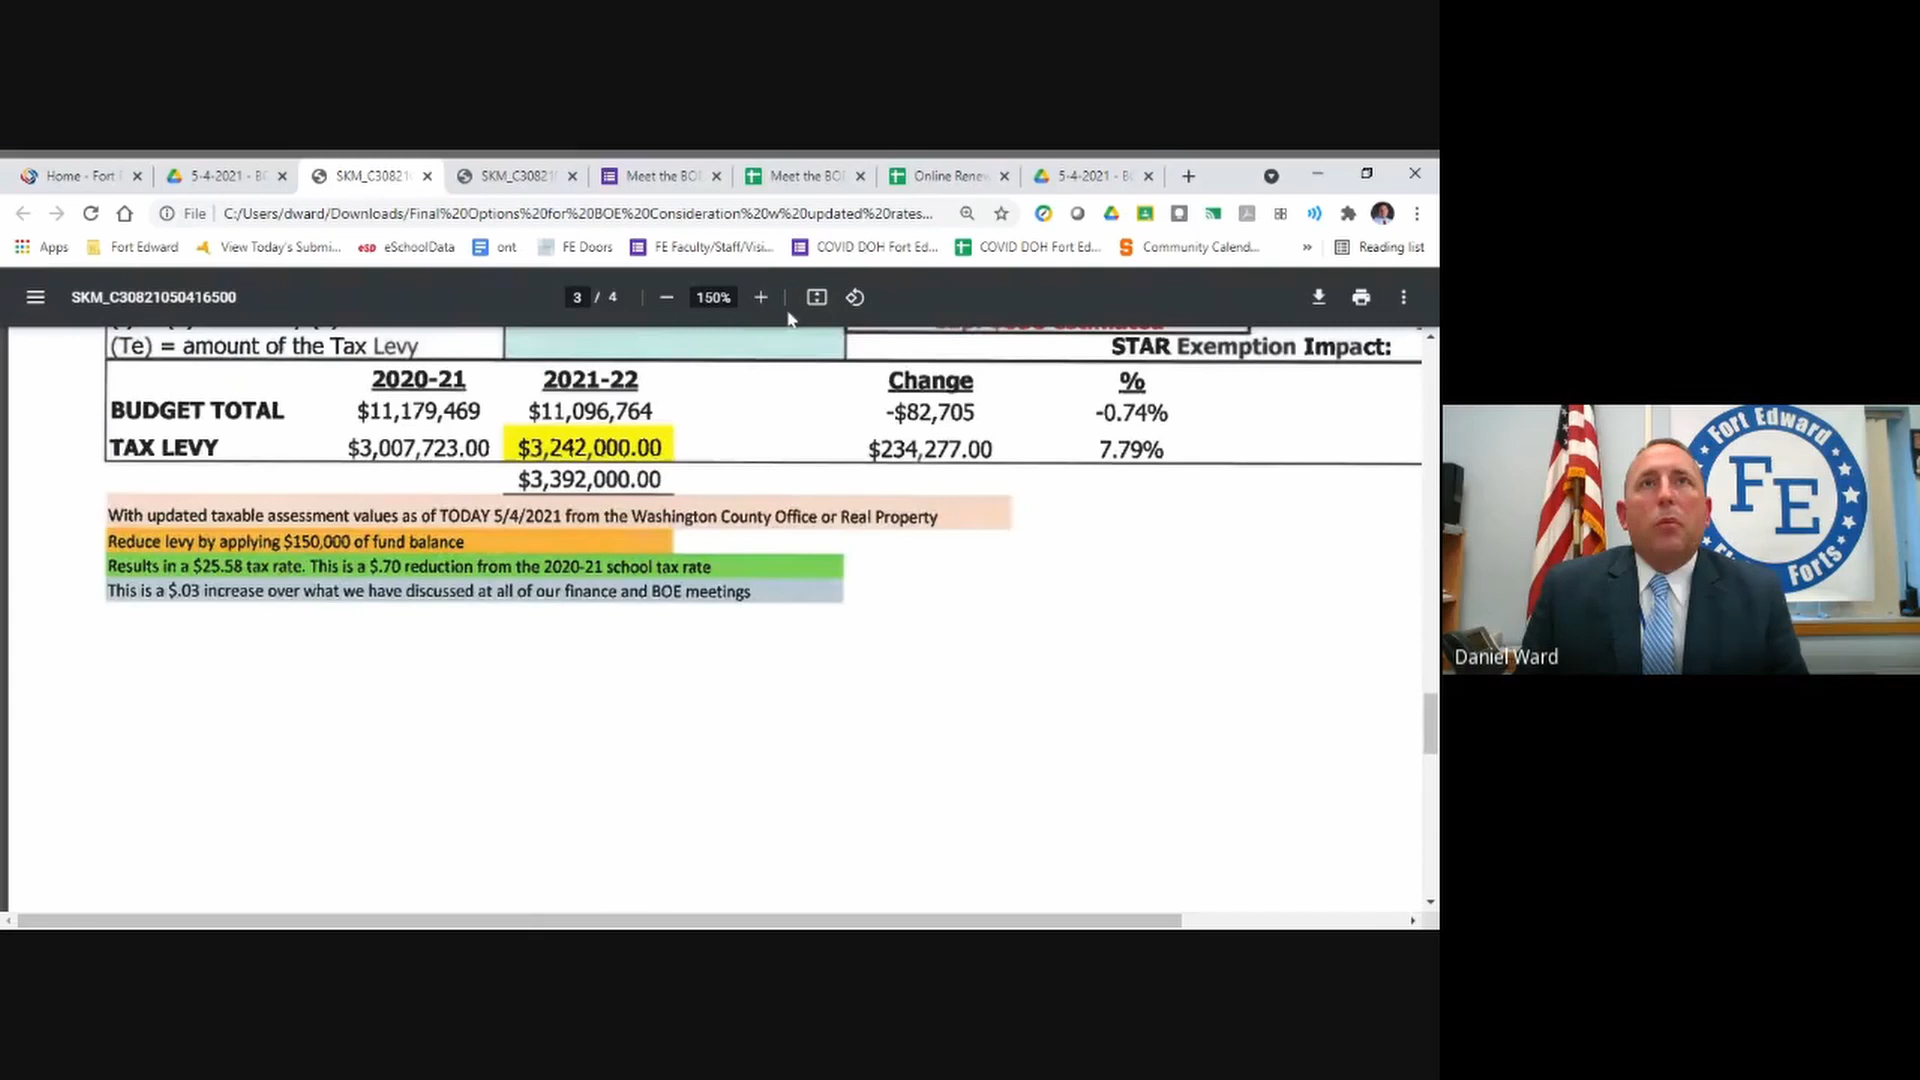 Home - Fort
5-4-2021 - B
SKM_C30821
SKM_C30821
Meet the BO
Meet the BO
Online Rene
5-4-2021 - B
File
C:/Users/dward/Downloads/Final%20Options%20for%20BOE%20Consideration%20w%20updated%20rates...
Apps
Fort Edward
View Today's Submi...
esp eSchoolData
ont
FE Doors
FE Faculty/Staff/Visi...
COVID DOH Fort Ed...
COVID DOH Fort Ed...
Community Calend...
»
Reading list
SKM_C30821050416500
3 / 4
150%
(Te) = amount of the Tax Levy
STAR Exemption Impact:
2020-21 2021-22 Change %
BUDGET TOTAL $11,179,469 $11,096,764 -$82,705 -0.74%
TAX LEVY $3,007,723.00 $3,242,000.00 $234,277.00 7.79%
$3,392,000.00
With updated taxable assessment values as of TODAY 5/4/2021 from the Washington County Office or Real Property
Reduce levy by applying $150,000 of fund balance
Results in a $25.58 tax rate. This is a $.70 reduction from the 2020-21 school tax rate
This is a $.03 increase over what we have discussed at all of our finance and BOE meetings
Fort Edward
FE
Forts
Daniel Ward